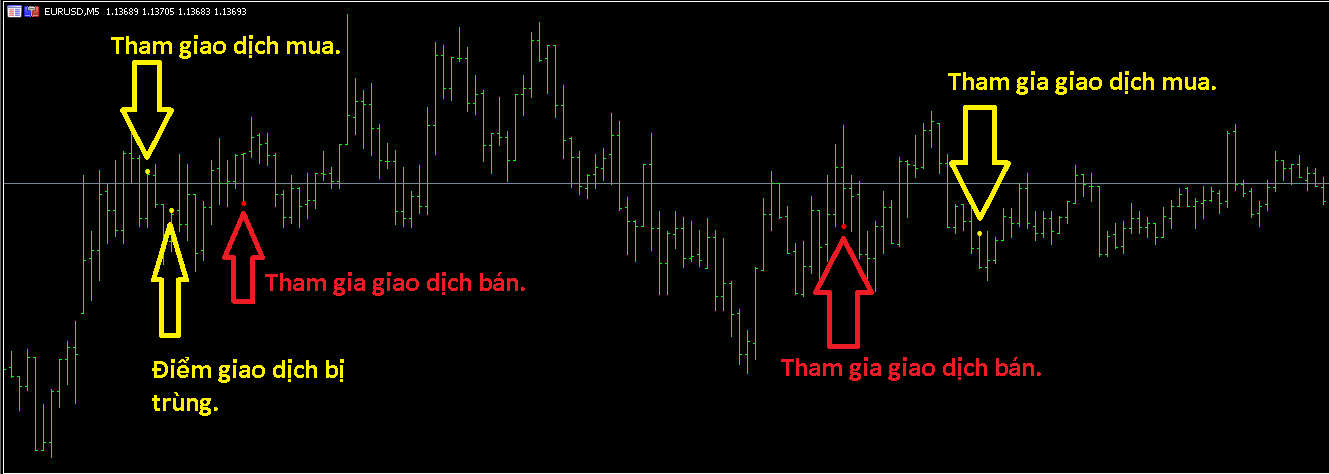 EURUSD,M5 1.13689 1.13705 1.13683 1.13693
Tham giao dịch mua.
Tham gia giao dịch mua.
Tham gia giao dịch bán.
Điểm giao dịch bị
trùng.
Tham gia giao dịch bán.